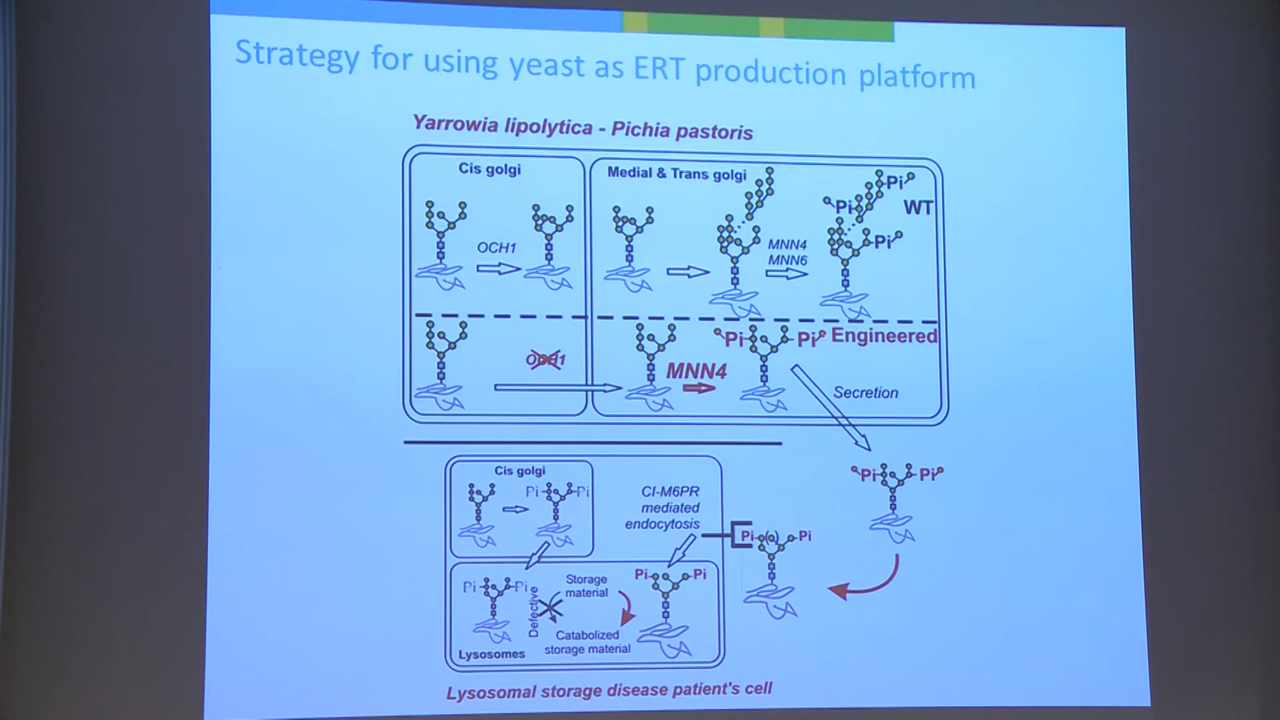 Strategy for using yeast as ERT production platform
Yarrowia lipolytica - Pichia pastoris
Cis golgi
Medial & Trans golgi
OCH1
MNN4
MNN6
Pi
Pi
Pi
WT
OCH1
MNN4
Pi
Pi
Engineered
Secretion
Pi
Pi
Cis golgi
Pi
Pi
CI-M6PR
mediated
endocytosis
Pi
Pi
Pi
Pi
Defective
Storage
material
Catabolized
storage material
Pi
Pi
Lysosomes
Lysosomal storage disease patient's cell